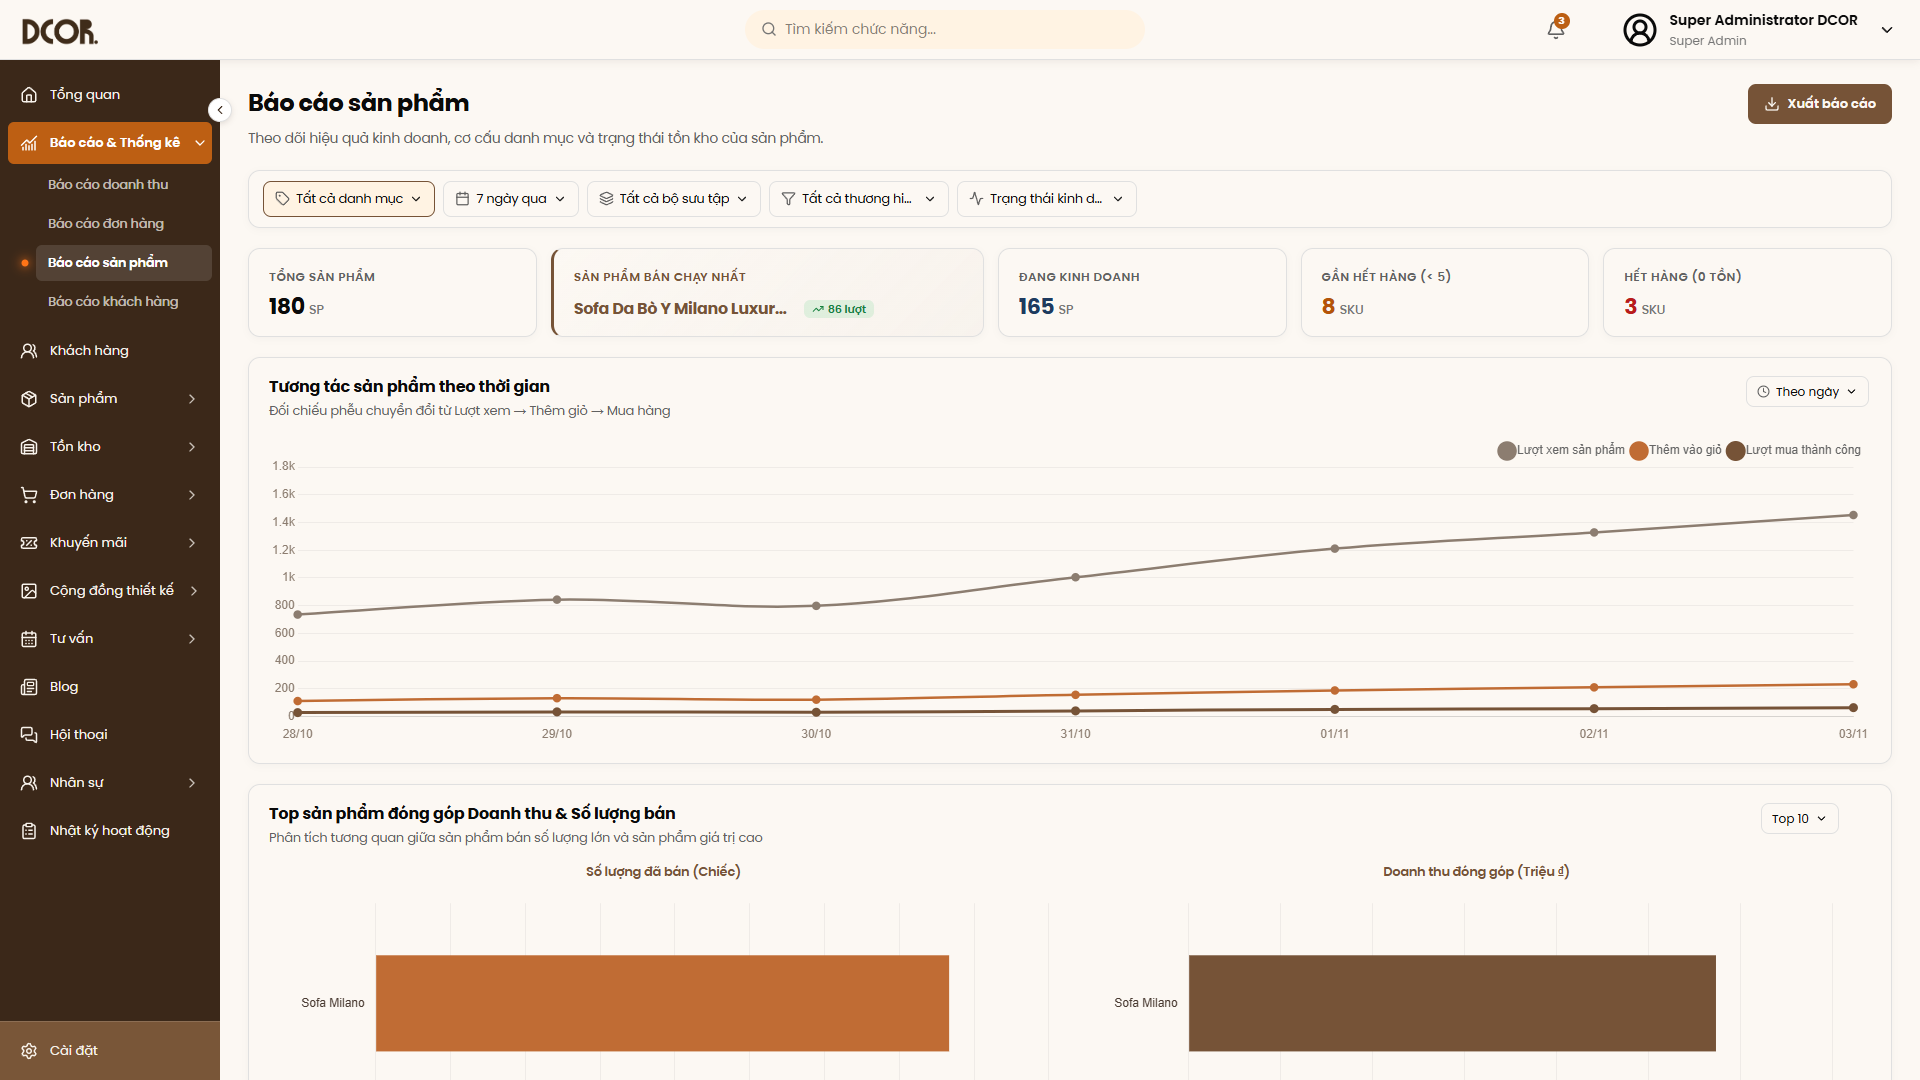 DCOR.
Tìm kiếm chức năng...
3
Super Administrator DCOR
Super Admin
Tổng quan
Báo cáo & Thống kê
Báo cáo doanh thu
Báo cáo đơn hàng
Báo cáo sản phẩm
Báo cáo khách hàng
Khách hàng
Sản phẩm
Tồn kho
Đơn hàng
Khuyến mãi
Cộng đồng thiết kế
Tư vấn
Blog
Hội thoại
Nhân sự
Nhật ký hoạt động
Cài đặt
Báo cáo sản phẩm
Theo dõi hiệu quả kinh doanh, cơ cấu danh mục và trạng thái tồn kho của sản phẩm.
Xuất báo cáo
Tất cả danh mục
7 ngày qua
Tất cả bộ sưu tập
Tất cả thương hi...
Trạng thái kinh d...
TỔNG SẢN PHẨM
180 SP
SẢN PHẨM BÁN CHẠY NHẤT
Sofa Da Bò Ý Milano Luxur...
86 lượt
ĐANG KINH DOANH
165 SP
GẦN HẾT HÀNG (< 5)
8 SKU
HẾT HÀNG (0 TỒN)
3 SKU
Tương tác sản phẩm theo thời gian
Đối chiếu phễu chuyển đổi từ Lượt xem → Thêm giỏ → Mua hàng
Theo ngày
Lượt xem sản phẩm
Thêm vào giỏ
Lượt mua thành công
1.8k
1.6k
1.4k
1.2k
1k
800
600
400
200
0
28/10
29/10
30/10
31/10
01/11
02/11
03/11
Top sản phẩm đóng góp Doanh thu & Số lượng bán
Phân tích tương quan giữa sản phẩm bán số lượng lớn và sản phẩm giá trị cao
Top 10
Số lượng đã bán (Chiếc)
Doanh thu đóng góp (Triệu ₫)
Sofa Milano
Sofa Milano